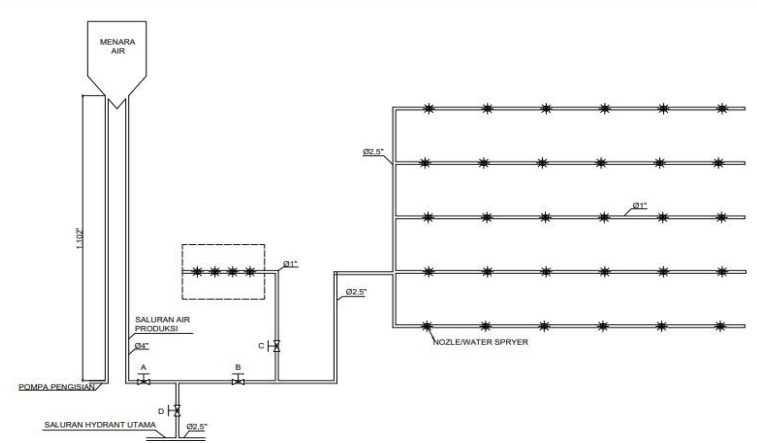 MENARA
AIR
Ø2,5"
Ø1"
1.102"
Ø1"
Ø2,5"
SALURAN AIR
PRODUKSI
Ø4"
C
NOZLE/WATER SPRYER
A
B
POMPA PENGISIAN
D
SALURAN HYDRANT UTAMA
Ø2,5"